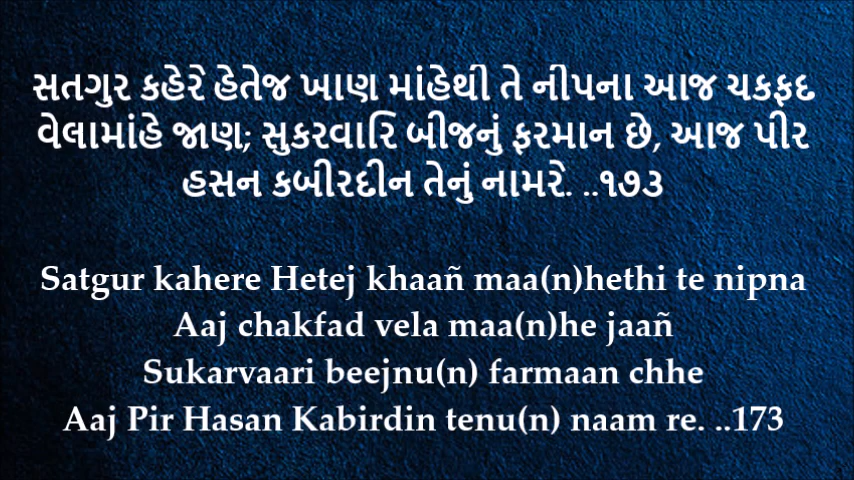 સતગુર કહેરે હેતેજ ખાણ માંહેથી તે નીપના આજ ચકફદ
વેલામાંહે જાણ; સુકરવારિ બીજનું ફરમાન છે, આજ પીર
હસન કબીરદીન તેનું નામરે. ..૧૭૩
Satgur kahere Hetej khaañ maa(n)hethi te nipna
Aaj chakfad vela maa(n)he jaañ
Sukarvaari beejnu(n) farmaan chhe
Aaj Pir Hasan Kabirdin tenu(n) naam re. ..173